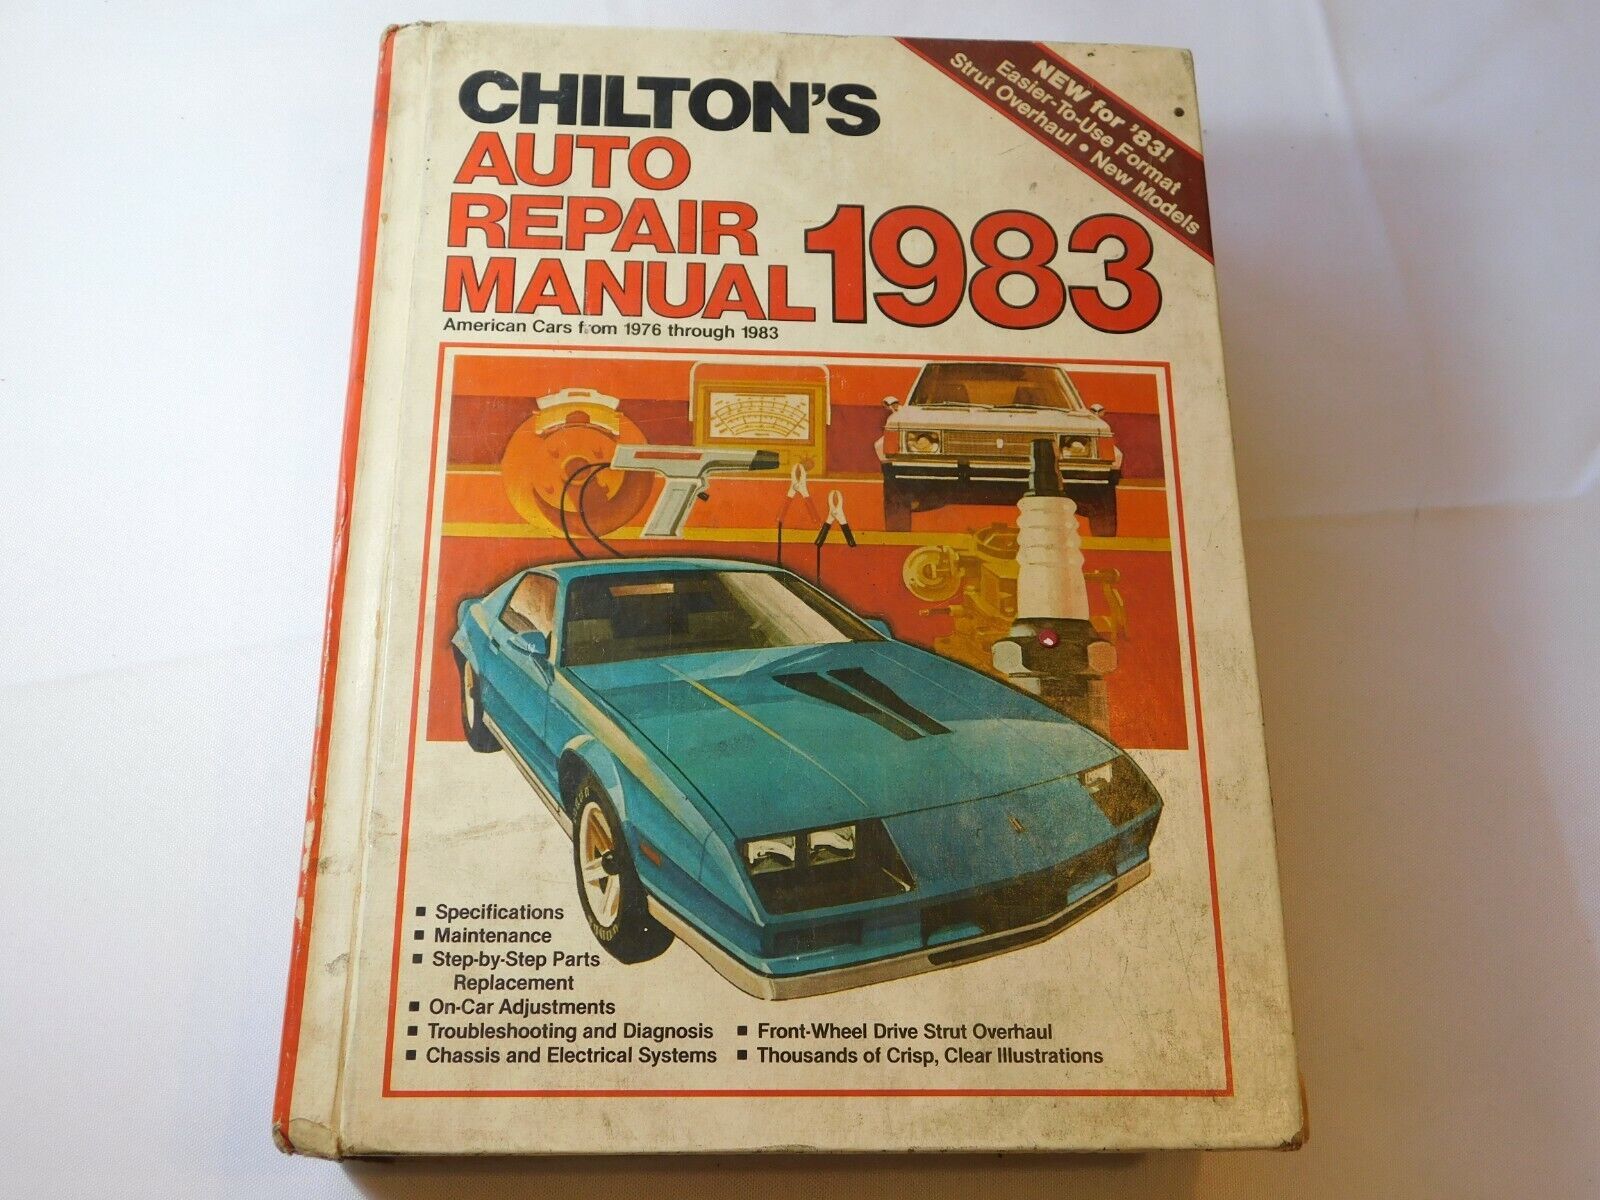 CHILTON'S
AUTO
REPAIR
MANUAL 1983
American Cars from 1976 through 1983
NEW for '83!
Easier-To-Use Format
Strut Overhaul • New Models
■ Specifications
■ Maintenance
■ Step-by-Step Parts
Replacement
■ On-Car Adjustments
■ Troubleshooting and Diagnosis
■ Chassis and Electrical Systems
■ Front-Wheel Drive Strut Overhaul
■ Thousands of Crisp, Clear Illustrations